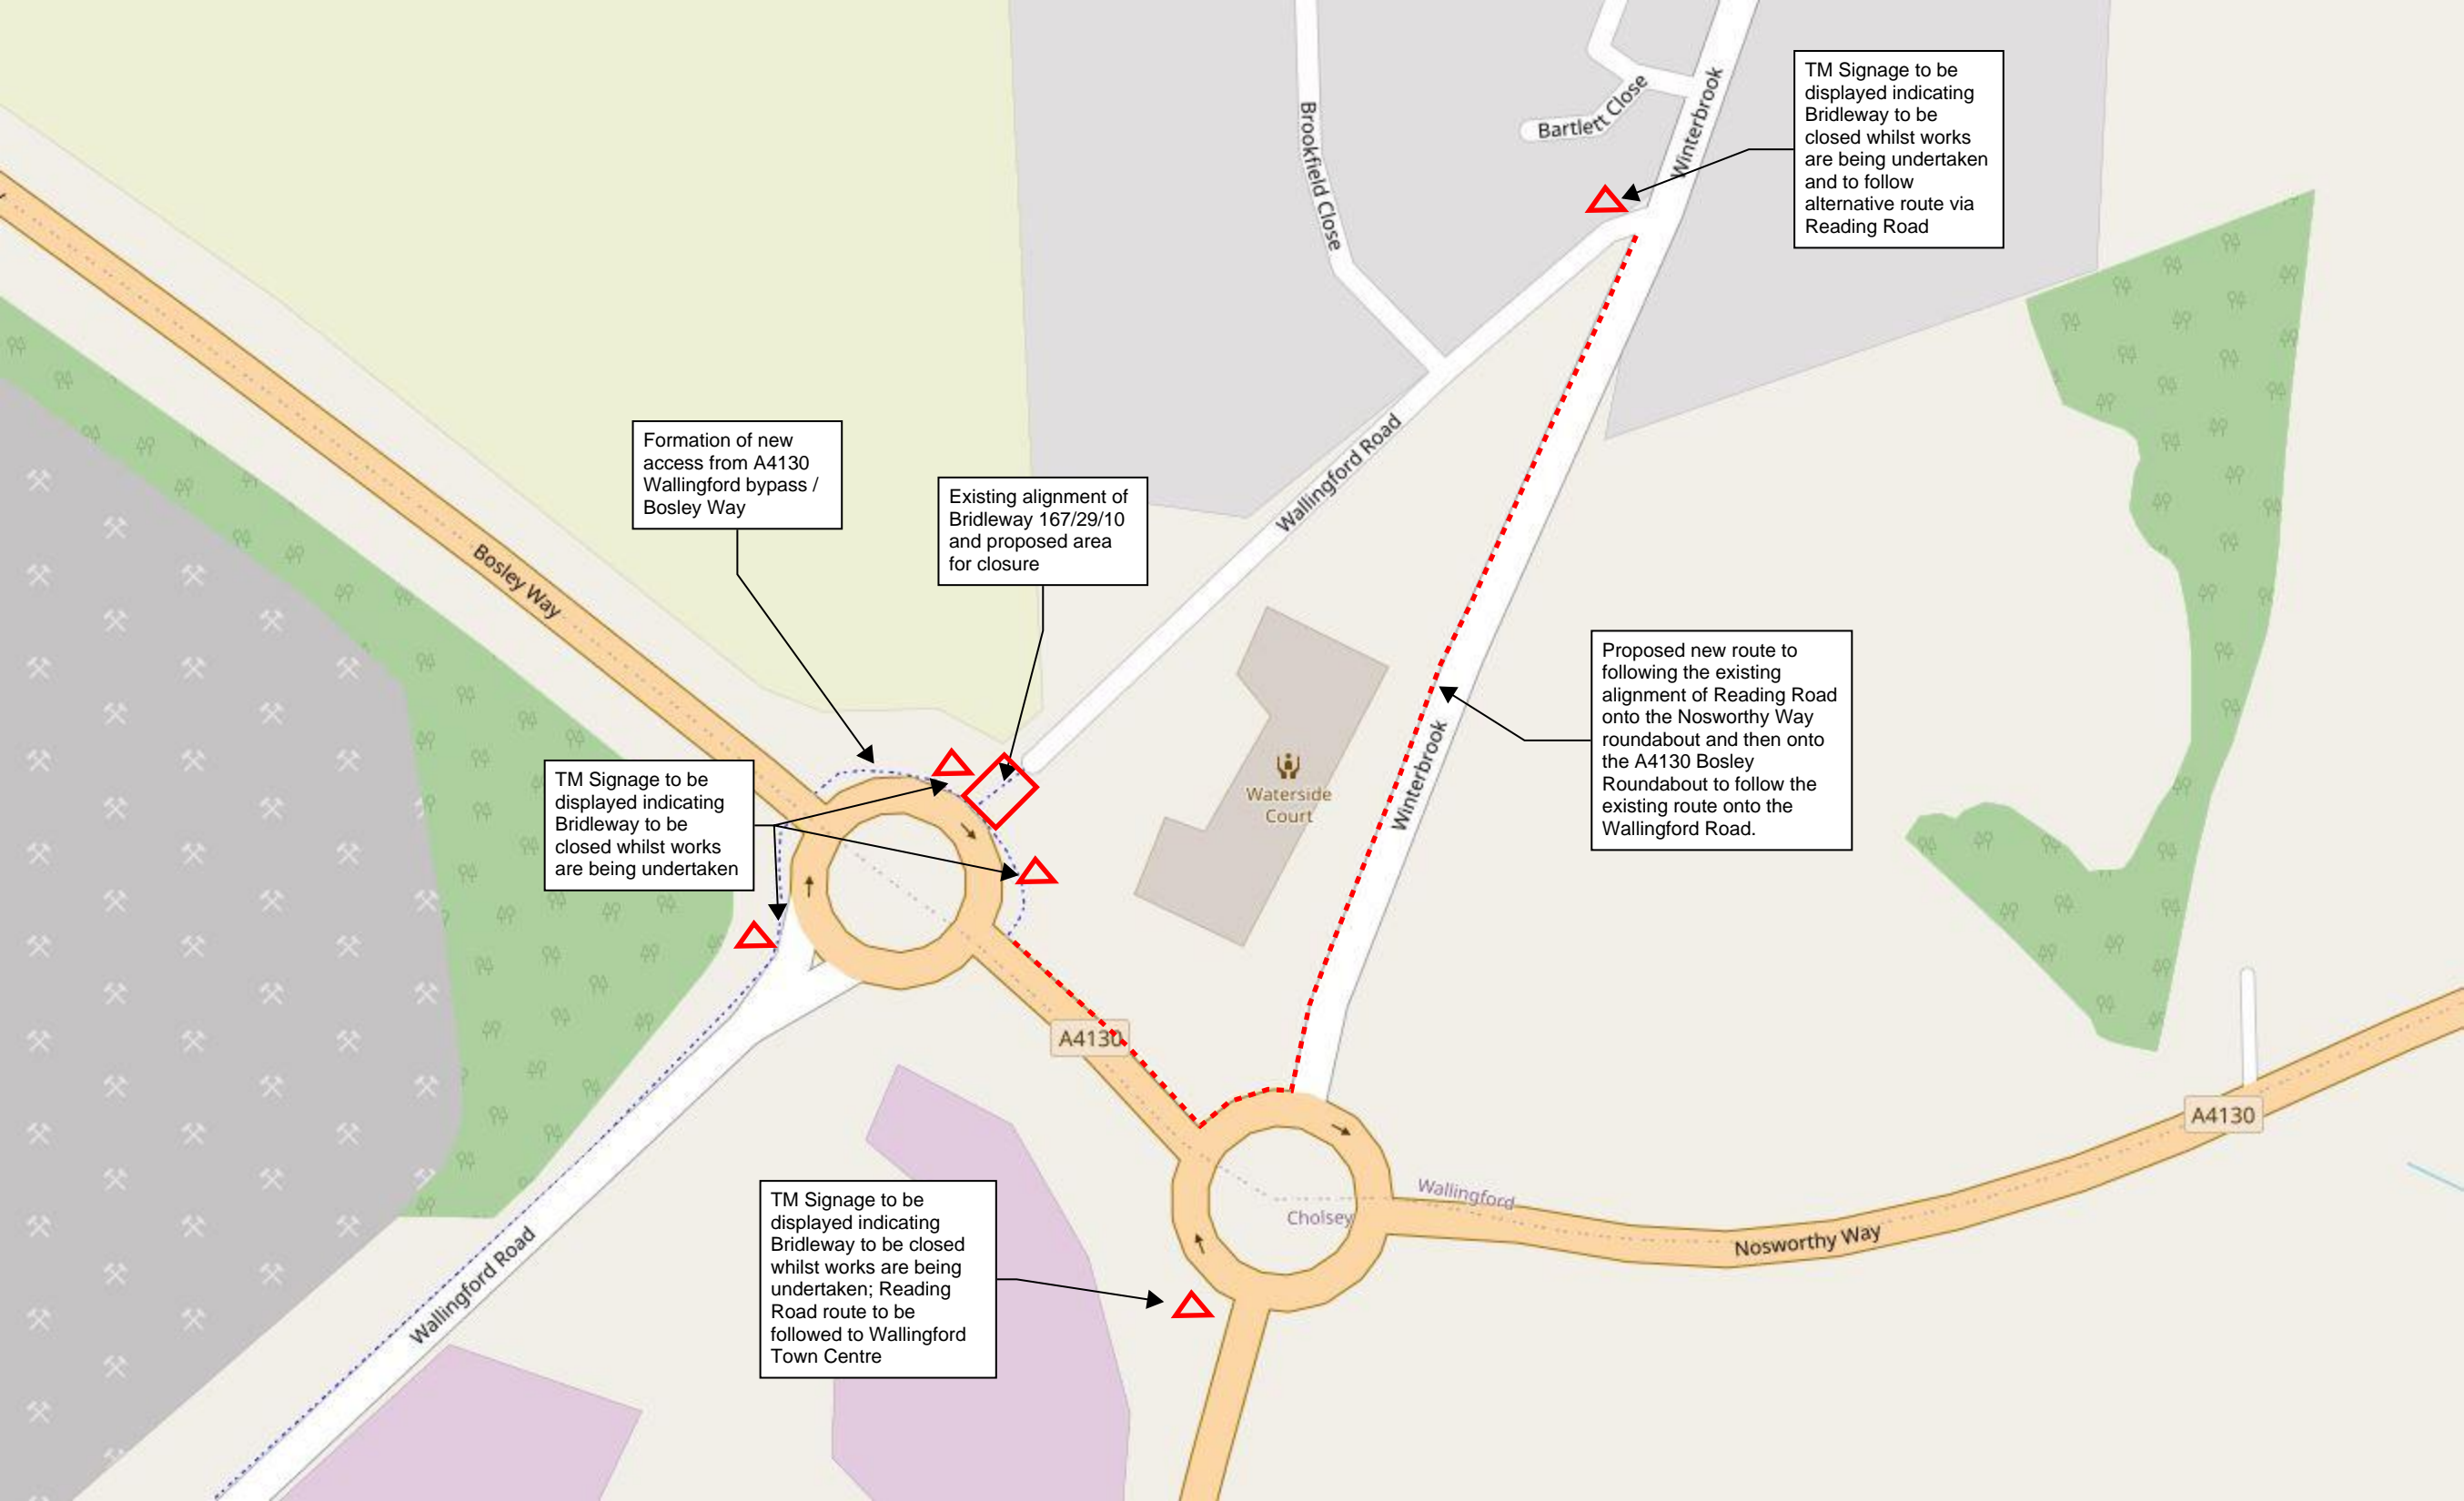 TM Signage to be
displayed indicating
Bridleway to be
closed whilst works
are being undertaken
and to follow
alternative route via
Reading Road
Bartlett Close
Winterbrook
Brookfield Close
Formation of new
access from A4130
Wallingford bypass /
Bosley Way
Existing alignment of
Bridleway 167/29/10
and proposed area
for closure
Wallingford Road
Bosley Way
Proposed new route to
following the existing
alignment of Reading Road
onto the Nosworthy Way
roundabout and then onto
the A4130 Bosley
Roundabout to follow the
existing route onto the
Wallingford Road.
Winterbrook
Waterside
Court
TM Signage to be
displayed indicating
Bridleway to be
closed whilst works
are being undertaken
A4130
A4130
Wallingford
Cholsey
Nosworthy Way
TM Signage to be
displayed indicating
Bridleway to be closed
whilst works are being
undertaken; Reading
Road route to be
followed to Wallingford
Town Centre
Wallingford Road